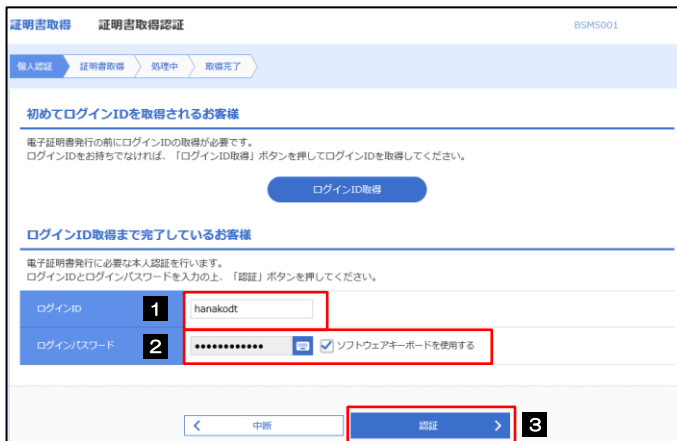 証明書取得 証明書取得認証 BSMS001
個人認証 証明書取得 処理中 取得完了
初めてログインIDを取得されるお客様
電子証明書発行の前にログインIDの取得が必要です。
ログインIDをお持ちでなければ、「ログインID取得」ボタンを押してログインIDを取得してください。
ログインID取得
ログインID取得まで完了しているお客様
電子証明書発行に必要な本人認証を行います。
ログインIDとログインパスワードを入力の上、「認証」ボタンを押してください。
ログインID 1 hanakodt
ログインパスワード 2 •••••••••••• ソフトウェアキーボードを使用する
中断 認証 3